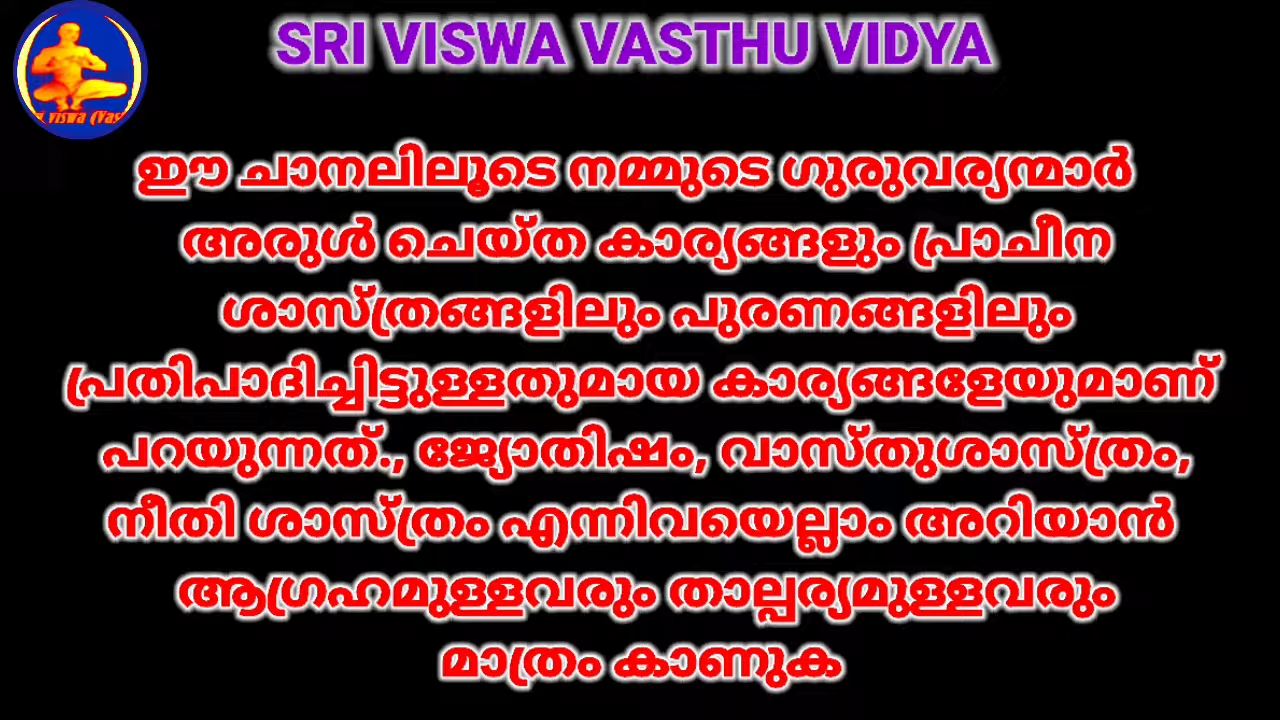 SRI VISWA VASTHU VIDYA
ഈ ചാനലിലൂടെ നമ്മുടെ ഗുരുവര്യന്മാർ
അരുൾ ചെയ്ത കാര്യങ്ങളും പ്രാചീന
ശാസ്ത്രങ്ങളിലും പുരണങ്ങളിലും
പ്രതിപാദിച്ചിട്ടുള്ളതുമായ കാര്യങ്ങളേയുമാണ്
പറയുന്നത്., ജ്യോതിഷം, വാസ്തുശാസ്ത്രം,
നീതി ശാസ്ത്രം എന്നിവയെല്ലാം അറിയാൻ
ആഗ്രഹമുള്ളവരും താല്പര്യമുള്ളവരും
മാത്രം കാണുക